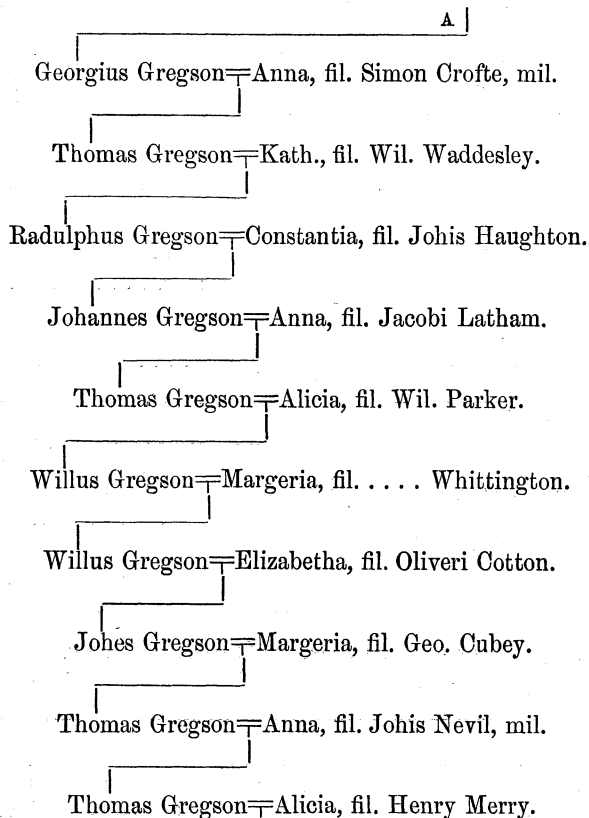 A
Georgius Gregson=Anna, fil. Simon Crofte, mil.
Thomas Gregson=Kath., fil. Wil. Waddesley.
Radulphus Gregson=Constantia, fil. Johis Haughton.
Johannes Gregson=Anna, fil. Jacobi Latham.
Thomas Gregson=Alicia, fil. Wil. Parker.
Willus Gregson=Margeria, fil. . . . . . Whittington.
Willus Gregson=Elizabetha, fil. Oliveri Cotton.
Johes Gregson=Margeria, fil. Geo. Cubey.
Thomas Gregson=Anna, fil. Johis Nevil, mil.
Thomas Gregson=Alicia, fil. Henry Merry.